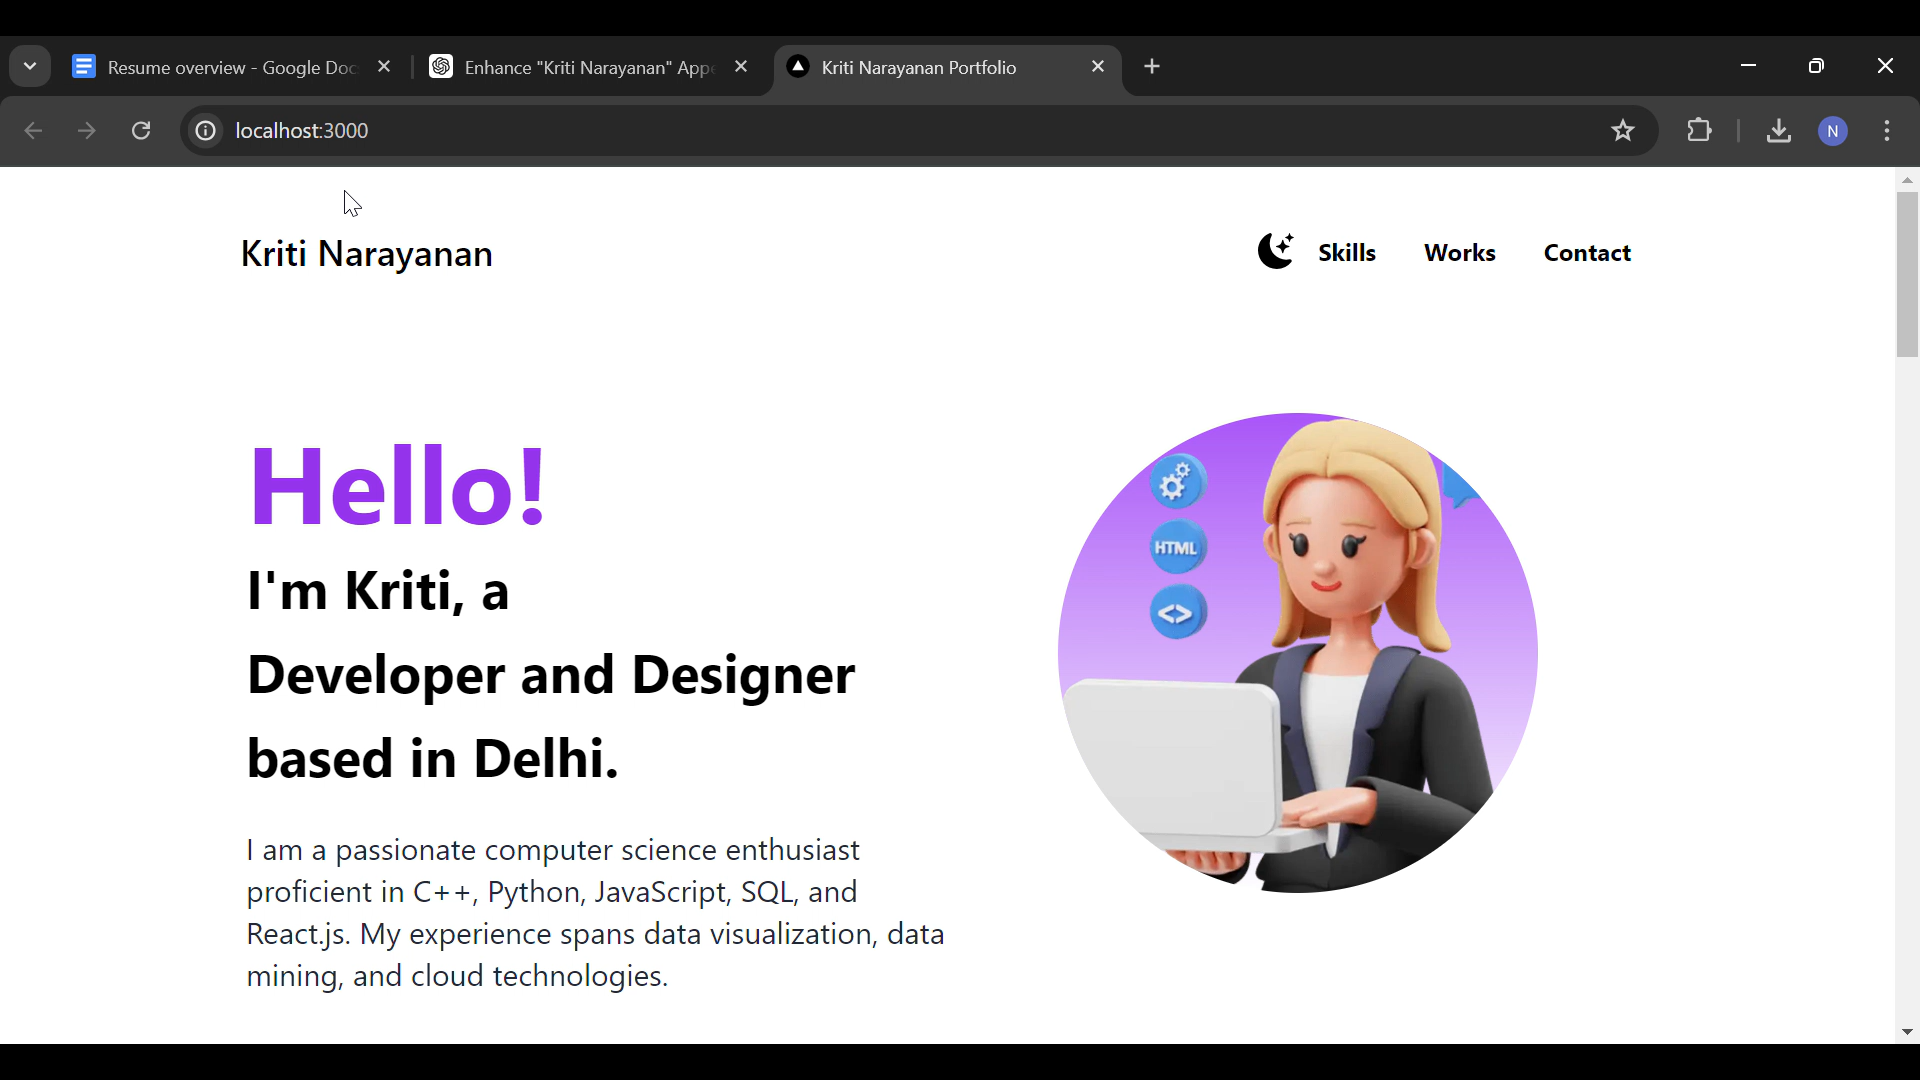 Resume overview - Google Doc
Enhance "Kriti Narayanan" Appe
Kriti Narayanan Portfolio
localhost:3000
N
Kriti Narayanan
Skills
Works
Contact
Hello!
I'm Kriti, a
Developer and Designer
based in Delhi.
HTML
<>
I am a passionate computer science enthusiast
proficient in C++, Python, JavaScript, SQL, and
React.js. My experience spans data visualization, data
mining, and cloud technologies.